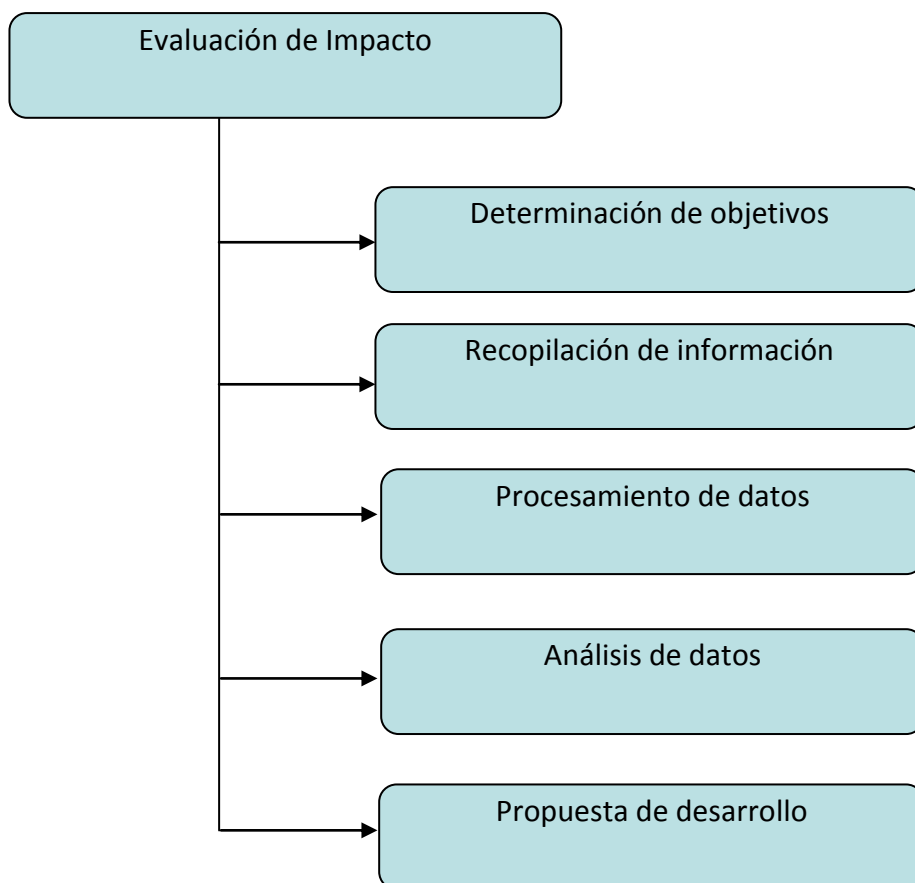 Evaluación de Impacto
Determinación de objetivos
Recopilación de información
Procesamiento de datos
Análisis de datos
Propuesta de desarrollo